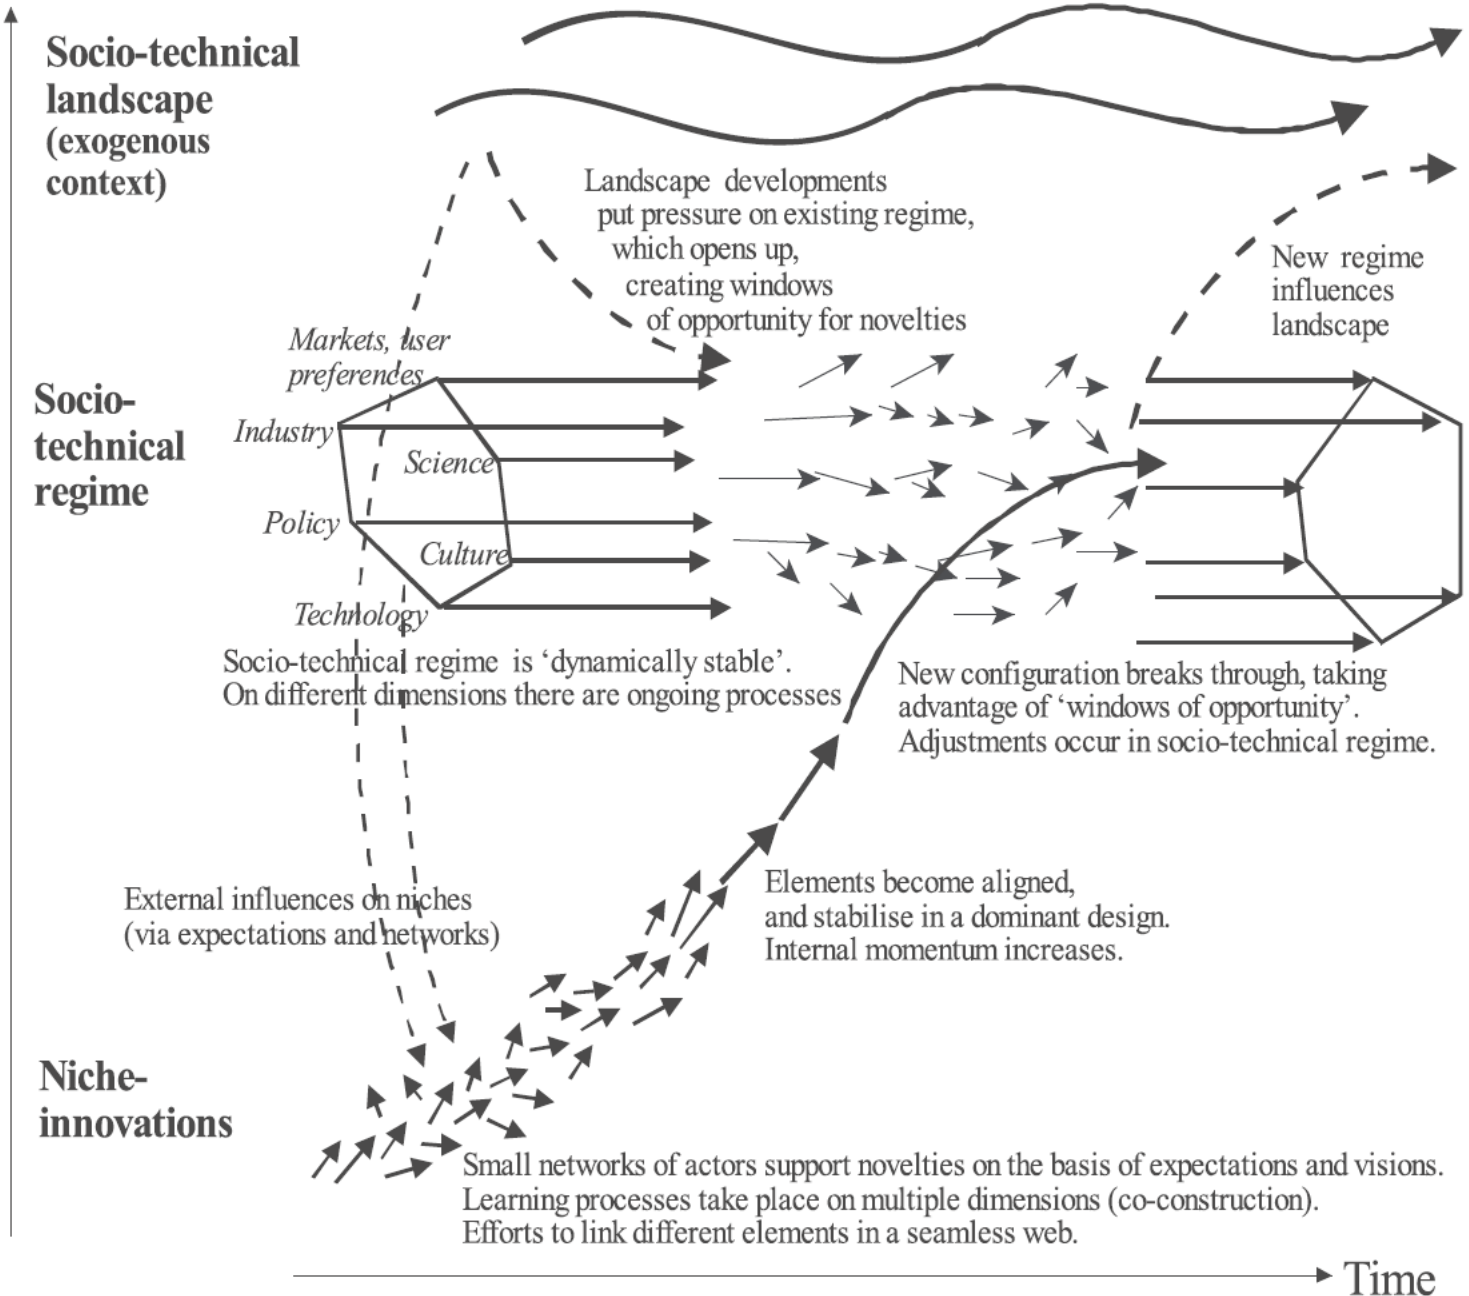 Socio-technical
landscape
(exogenous
context)
Landscape developments
put pressure on existing regime,
which opens up,
creating windows
of opportunity for novelties
New regime
influences
landscape
Markets, user
preferences
Socio-
technical
regime
Industry
Science
Policy
Culture
Technology
Socio-technical regime is ‘dynamically stable’.
On different dimensions there are ongoing processes
New configuration breaks through, taking
advantage of ‘windows of opportunity’.
Adjustments occur in socio-technical regime.
External influences on niches
(via expectations and networks)
Elements become aligned,
and stabilise in a dominant design.
Internal momentum increases.
Niche-
innovations
Small networks of actors support novelties on the basis of expectations and visions.
Learning processes take place on multiple dimensions (co-construction).
Efforts to link different elements in a seamless web.
Time